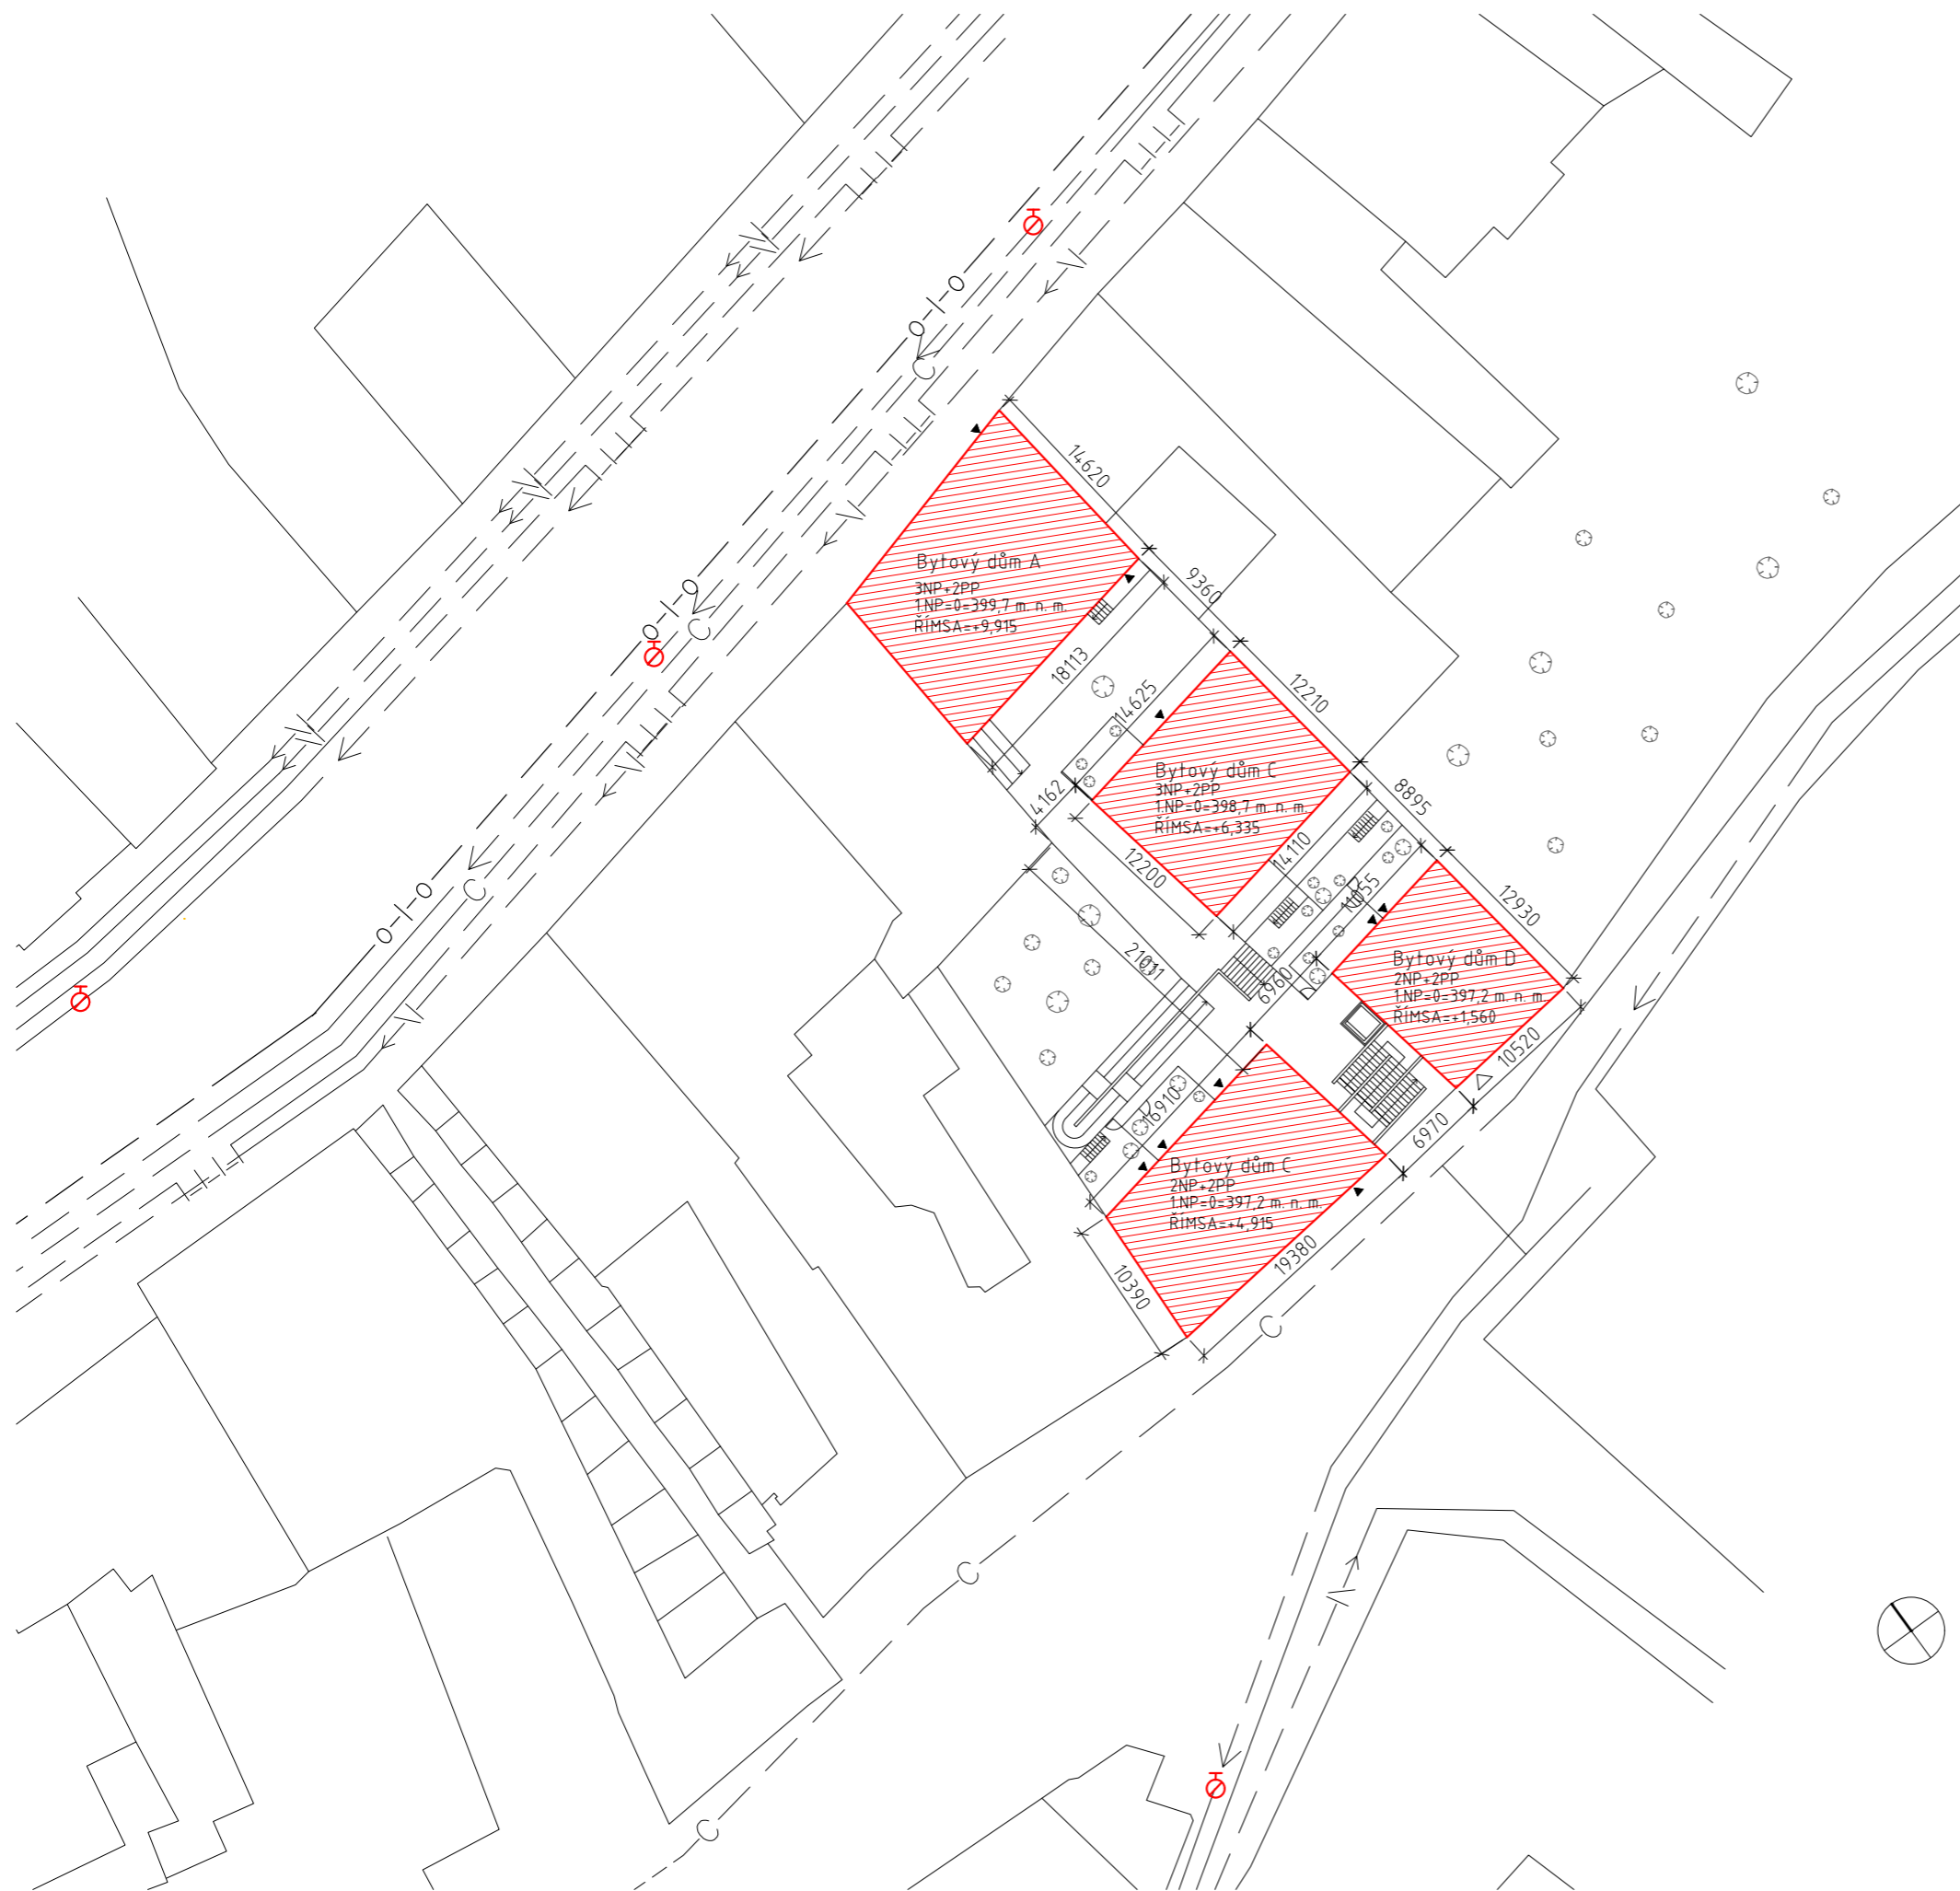 14620
Bytový dům A
3NP+2PP
1.NP=0=399,7 m. n. m.
ŘÍMSA=+9,915
9360
18113
14625
12210
4162
Bytový dům C
3NP+2PP
1.NP=0=398,7 m. n. m.
ŘÍMSA=+6,335
8895
12200
14110
12930
21011
6960
Bytový dům D
2NP+2PP
1.NP=0=397,2 m. n. m.
ŘÍMSA=+1,560
10520
16910
6970
Bytový dům C
2NP+2PP
1.NP=0=397,2 m. n. m.
ŘÍMSA=+4,915
10390
19380